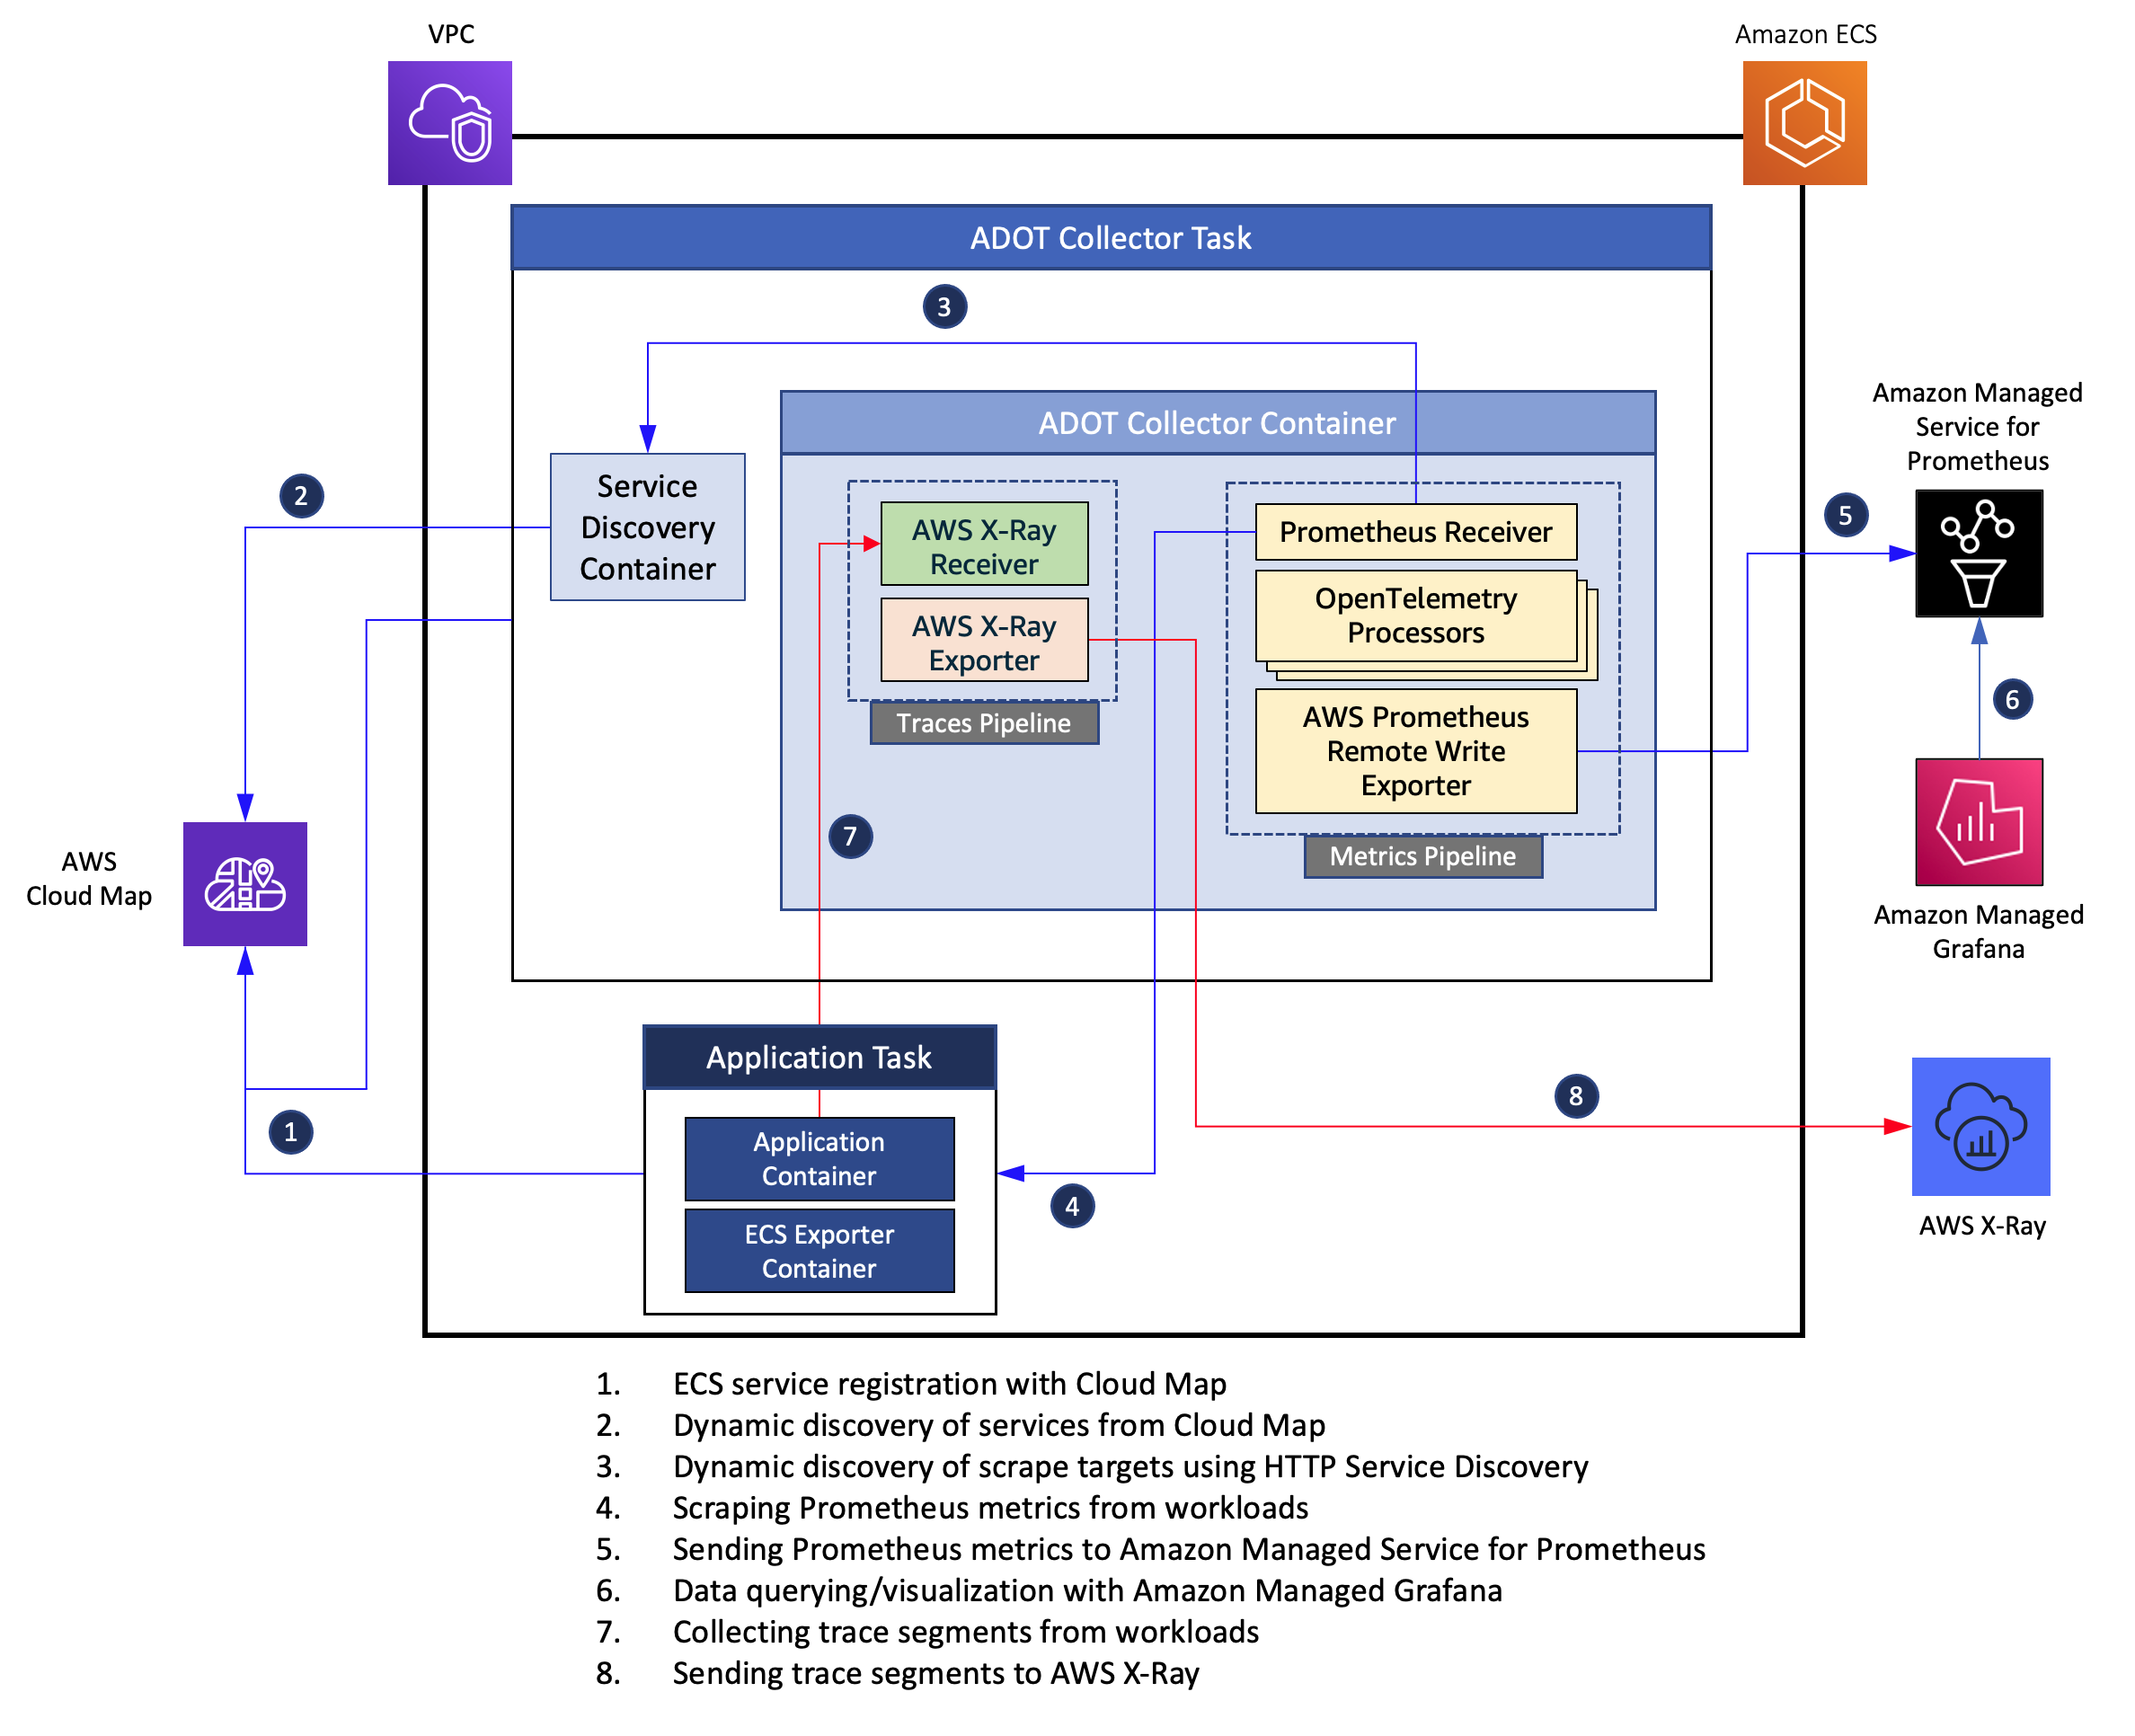 VPC
Amazon ECS
ADOT Collector Task
3
ADOT Collector Container
Service
Discovery
Container
2
AWS X-Ray
Receiver
AWS X-Ray
Exporter
Traces Pipeline
Prometheus Receiver
OpenTelemetry
Processors
AWS Prometheus
Remote Write
Exporter
Metrics Pipeline
Amazon Managed
Service for
Prometheus
5
6
Amazon Managed
Grafana
7
AWS
Cloud Map
1
Application Task
Application
Container
ECS Exporter
Container
4
8
AWS X-Ray
1. ECS service registration with Cloud Map
2. Dynamic discovery of services from Cloud Map
3. Dynamic discovery of scrape targets using HTTP Service Discovery
4. Scraping Prometheus metrics from workloads
5. Sending Prometheus metrics to Amazon Managed Service for Prometheus
6. Data querying/visualization with Amazon Managed Grafana
7. Collecting trace segments from workloads
8. Sending trace segments to AWS X-Ray